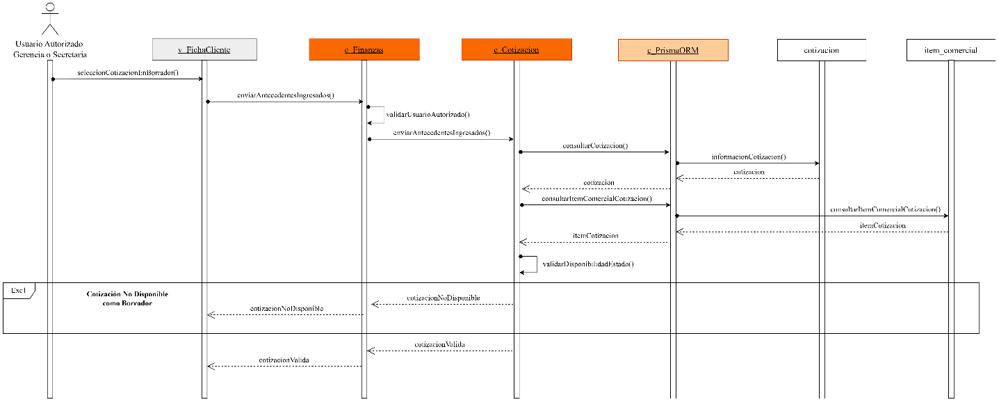 Usuario Autorizado
Gerencia o Secretaria
v_FichaCliente
c_Finanzas
c_Cotizacion
c_PrismaORM
cotizacion
item_comercial
seleccionCotizacionEnBorrador()
enviarAntecedentesIngresados()
validarUsuarioAutorizado()
enviarAntecedentesIngresados()
consultarCotizacion()
informacionCotizacion()
cotizacion
cotizacion
consultarItemComercialCotizacion()
consultarItemComercialCotizacion()
itemCotizacion
itemCotizacion
validarDisponibilidadEstado()
Exc1
Cotización No Disponible
como Borrador
cotizacionNoDisponible
cotizacionNoDisponible
cotizacionValida
cotizacionValida